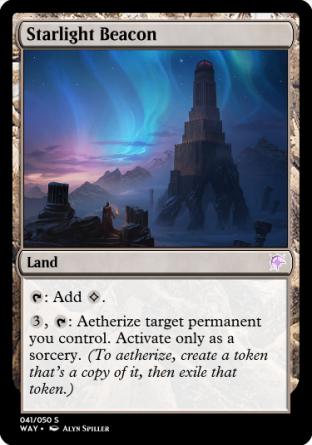 Starlight Beacon
Land
: Add .
3, : Aetherize target permanent
you control. Activate only as a
sorcery. (To aetherize, create a token
that's a copy of it, then exile that
token.)
041/050 S
WAY • Alyn Spiller